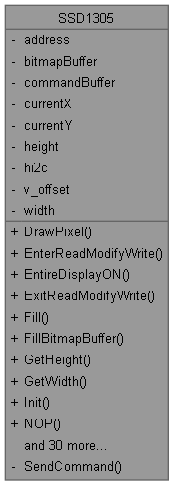 SSD1305
- address
- bitmapBuffer
- commandBuffer
- currentX
- currentY
- height
- hi2c
- v_offset
- width
+ DrawPixel()
+ EnterReadModifyWrite()
+ EntireDisplayON()
+ ExitReadModifyWrite()
+ Fill()
+ FillBitmapBuffer()
+ GetHeight()
+ GetWidth()
+ Init()
+ NOP()
and 30 more...
- SendCommand()